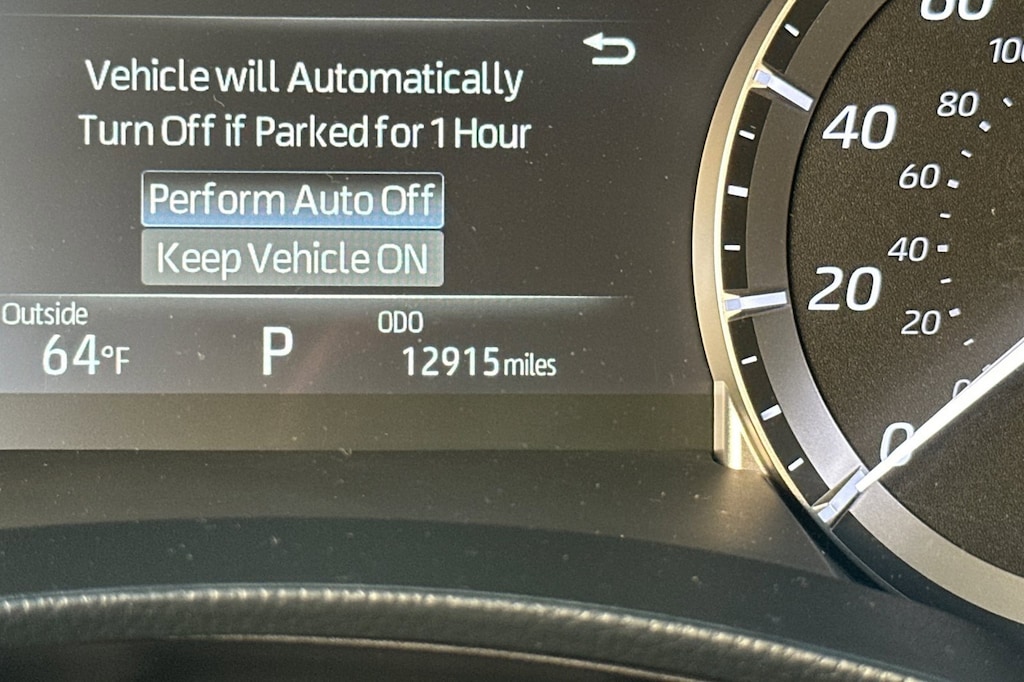 Vehicle will Automatically
Turn Off if Parked for 1 Hour
Perform Auto Off
Keep Vehicle ON
Outside
64°F
P
ODO
12915 miles
40
80
60
40
20
20
0